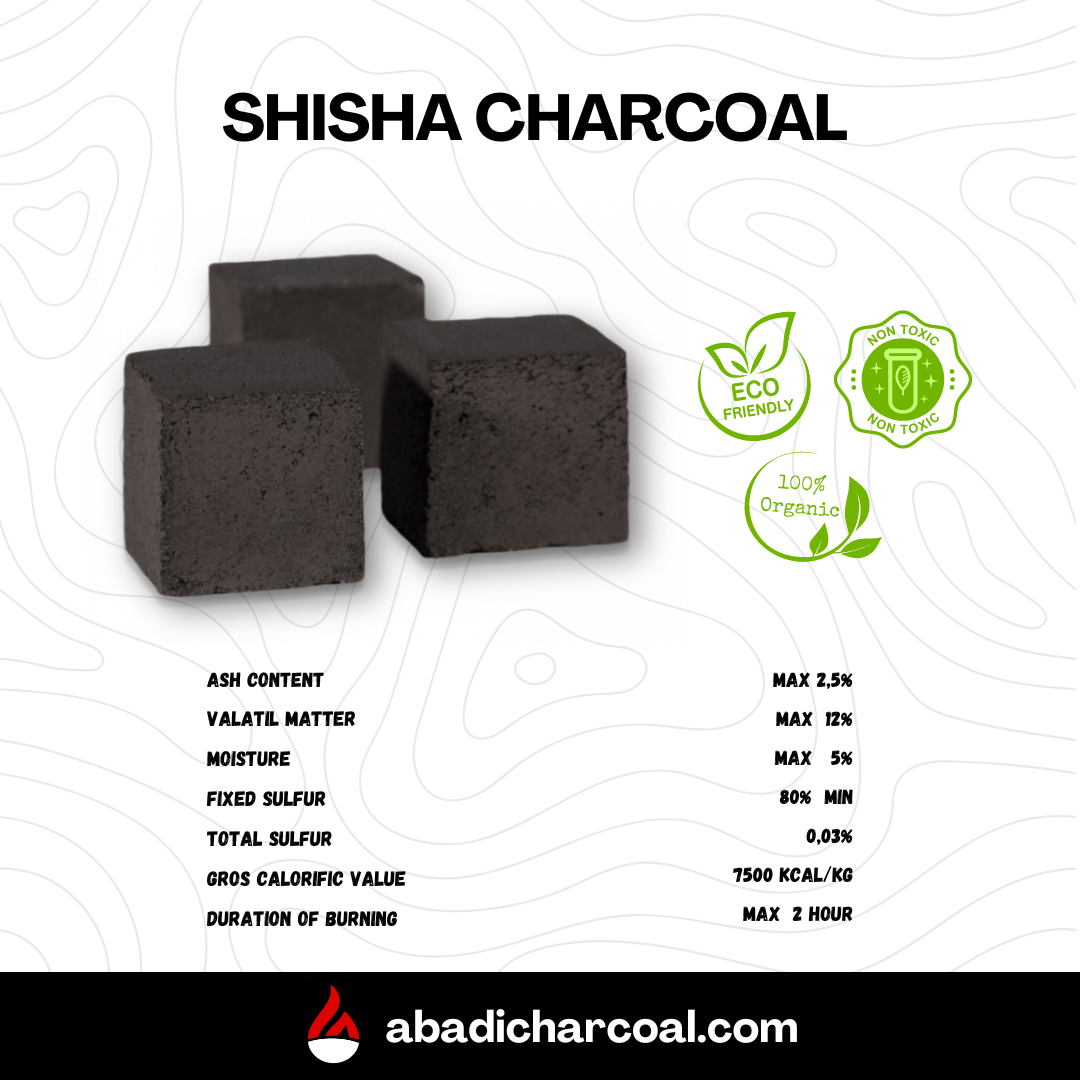 SHISHA CHARCOAL
ECO
FRIENDLY
NON TOXIC
NON TOXIC
100%
Organic
ASH CONTENT MAX 2,5%
VALATIL MATTER MAX 12%
MOISTURE MAX 5%
FIXED SULFUR 80% MIN
TOTAL SULFUR 0,03%
GROS CALORIFIC VALUE 7500 KCAL/KG
DURATION OF BURNING MAX 2 HOUR
abadicharcoal.com